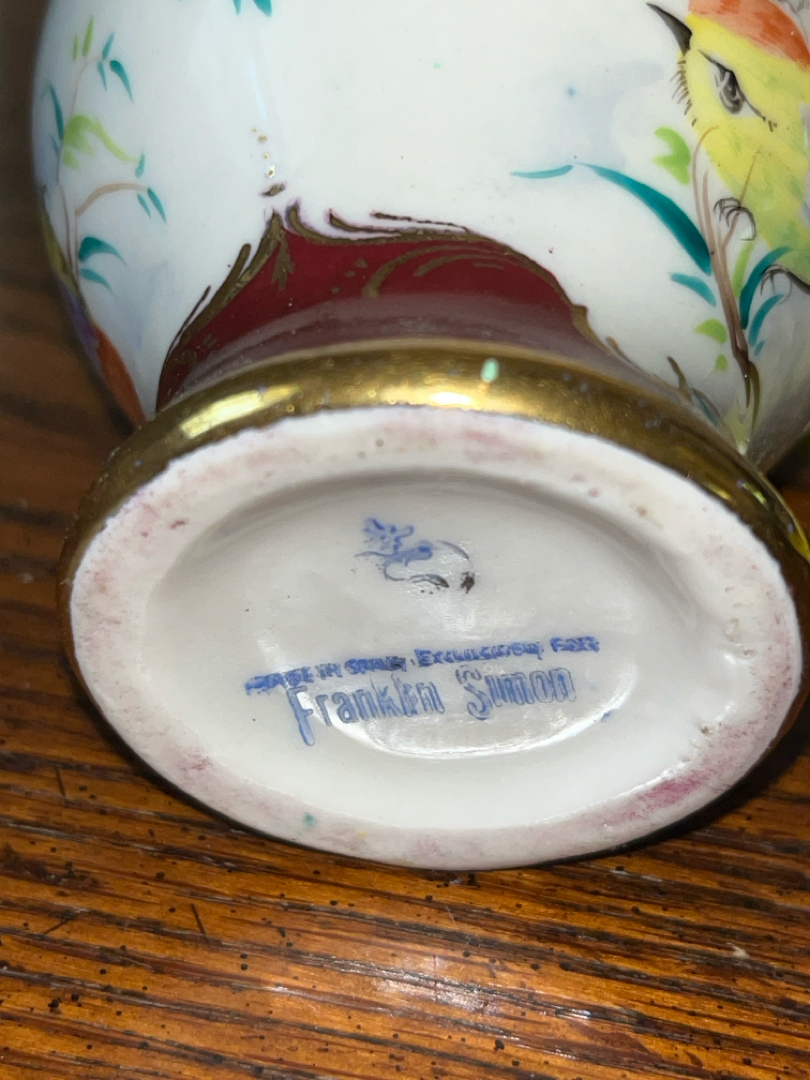 MADE IN SPAIN EXCLUSIVELY FOR
Franklin Simon